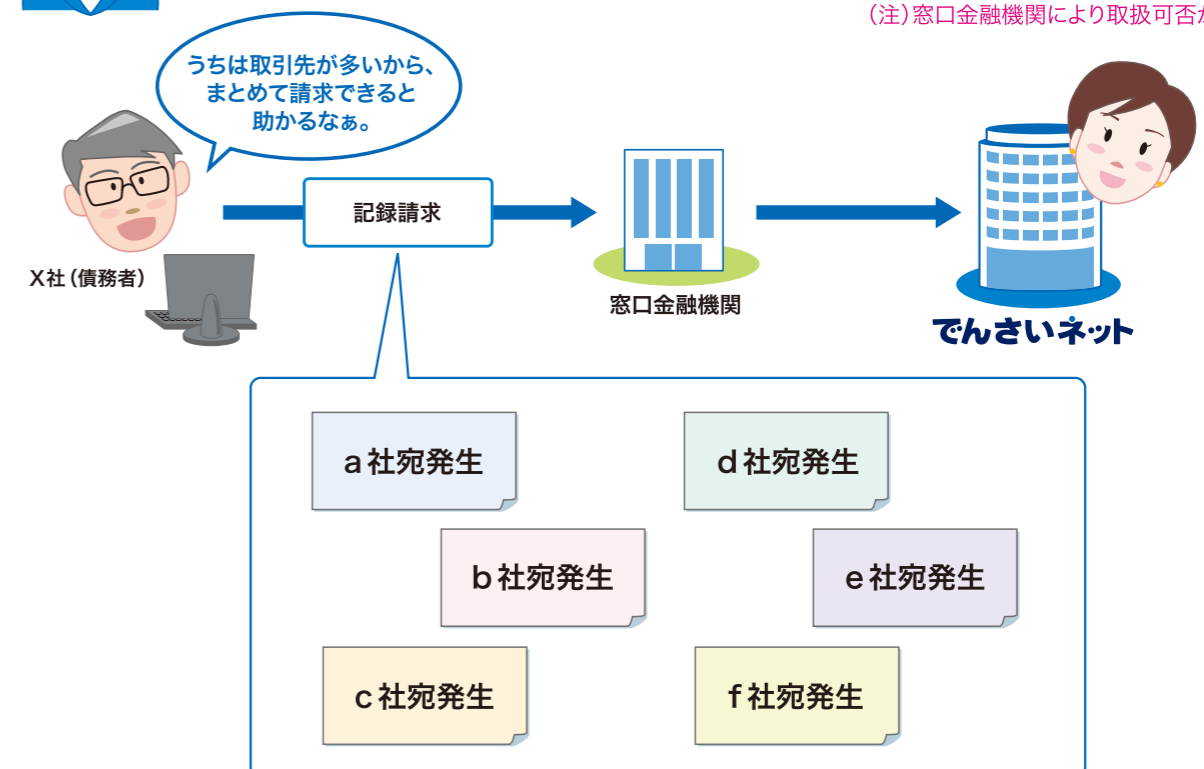 (注)窓口金融機関により取扱可否が
うちは取引先が多いから、
まとめて請求できると
助かるなぁ。
記録請求
X社(債務者)
窓口金融機関
でんさいネット
a社宛発生
d社宛発生
b社宛発生
e社宛発生
c社宛発生
f社宛発生